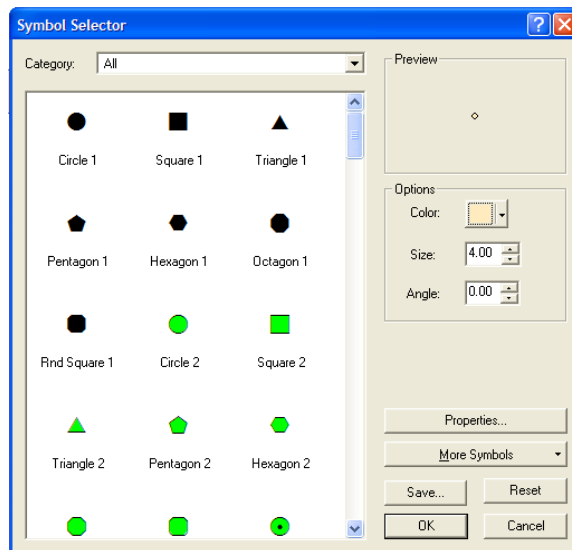 Symbol Selector
Category: All
Circle 1 Square 1 Triangle 1
Pentagon 1 Hexagon 1 Octagon 1
Rnd Square 1 Circle 2 Square 2
Triangle 2 Pentagon 2 Hexagon 2
Preview
Options
Color:
Size: 4.00
Angle: 0.00
Properties...
More Symbols
Save... Reset
OK Cancel